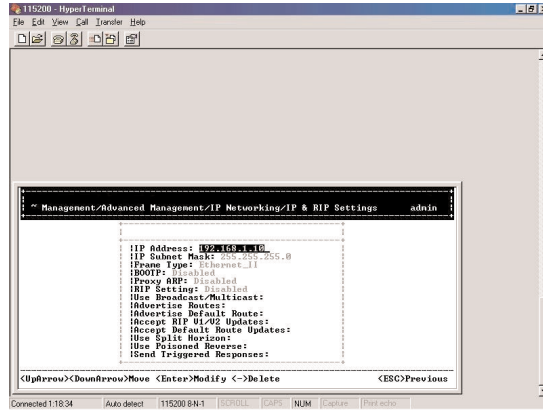 115200 - HyperTerminal
File Edit View Call Transfer Help
~ Management/Advanced Management/IP Networking/IP & RIP Settings admin
IP Address: 192.168.1.10
IP Subnet Mask: 255.255.255.0
Frame Type: Ethernet_II
BOOTP: Disabled
Proxy ARP: Disabled
RIP Setting: Disabled
Use Broadcast/Multicast:
Advertise Routes:
Advertise Default Route:
Accept RIP V1/V2 Updates:
Accept Default Route Updates:
Use Split Horizon:
Use Poisoned Reverse:
Send Triggered Responses:
<UpArrow><DownArrow>Move <Enter>Modify <->Delete <ESC>Previous
Connected 1:18:34 Auto detect 115200 8-N-1 SCROLL CAPS NUM Capture Print echo